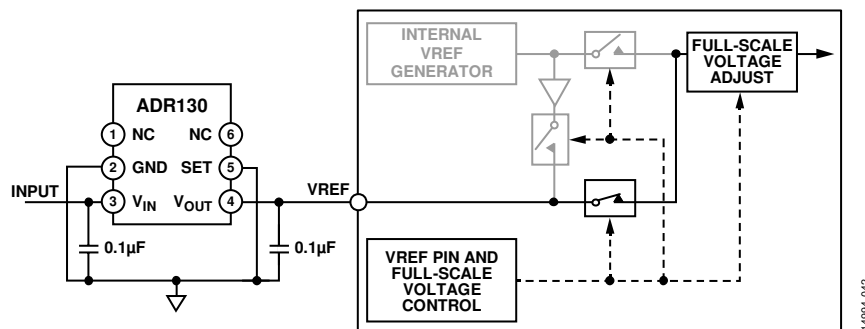 INTERNAL
VREF
GENERATOR
FULL-SCALE
VOLTAGE
ADJUST
ADR130
1 NC NC 6
2 GND SET 5
INPUT
3 VIN VOUT 4
VREF
0.1µF 0.1µF
VREF PIN AND
FULL-SCALE
VOLTAGE
CONTROL